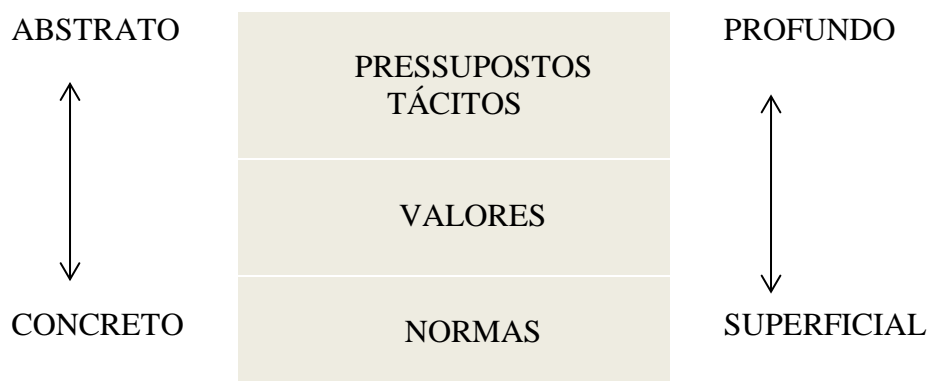 ABSTRATO
PROFUNDO
PRESSUPOSTOS
TÁCITOS
VALORES
CONCRETO
NORMAS
SUPERFICIAL